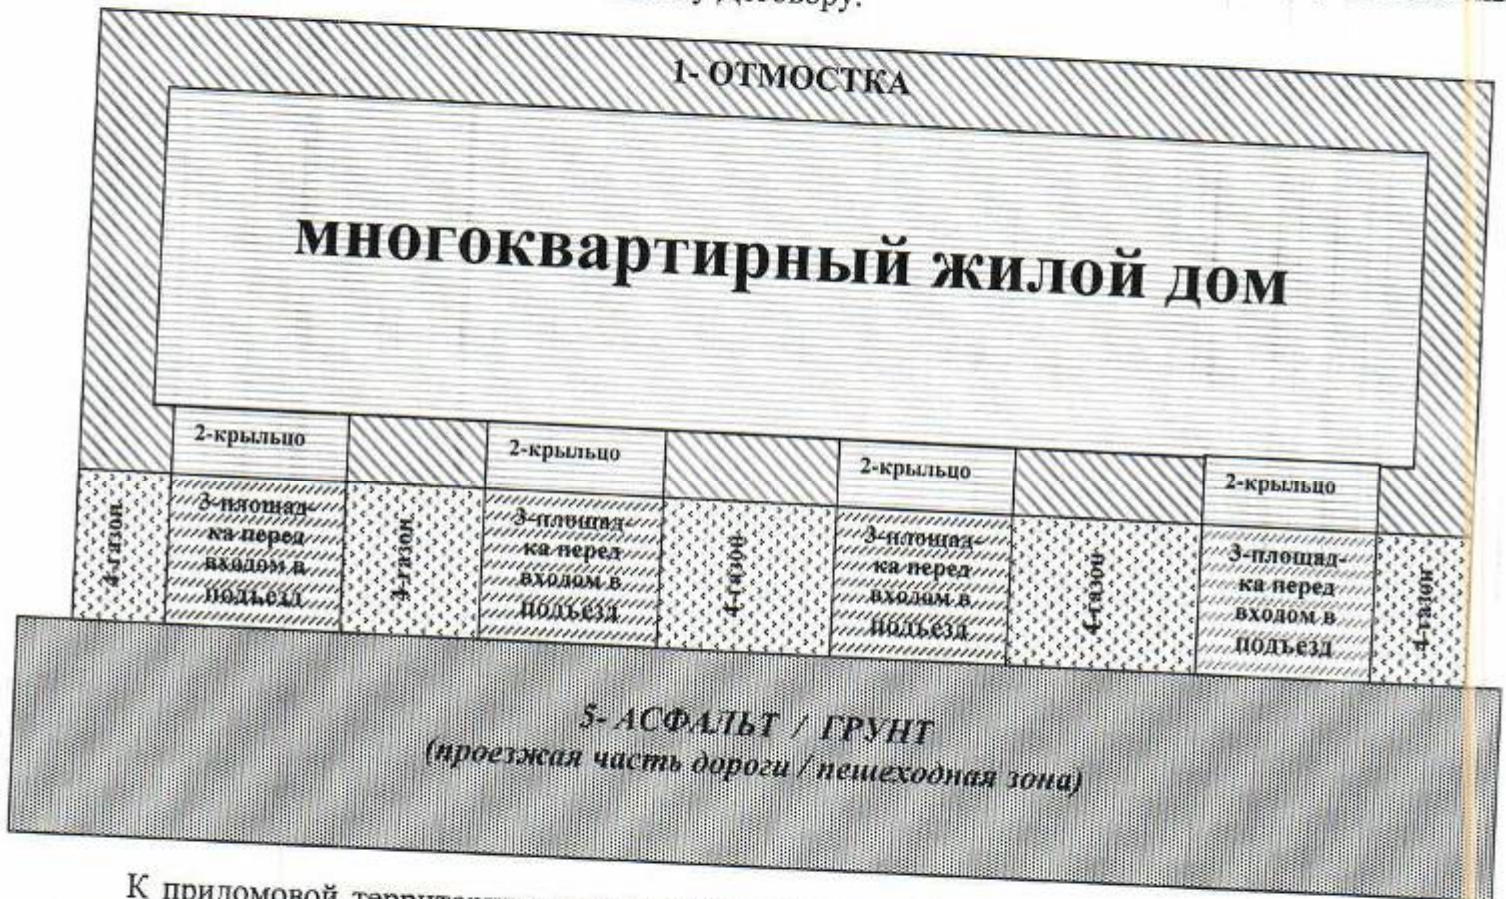 Договору.
1- ОТМОСТКА
многоквартирный жилой дом
2-крыльцо
2-крыльцо
2-крыльцо
2-крыльцо
4-газон
3-площад-
ка перед
входом в
подъезд
4-газон
3-площад-
ка перед
входом в
подъезд
4-газон
3-площад-
ка перед
входом в
подъезд
4-газон
3-площад-
ка перед
входом в
подъезд
4-газон
5- АСФАЛЬТ / ГРУНТ
(проезжая часть дороги / пешеходная зона)
К придомовой